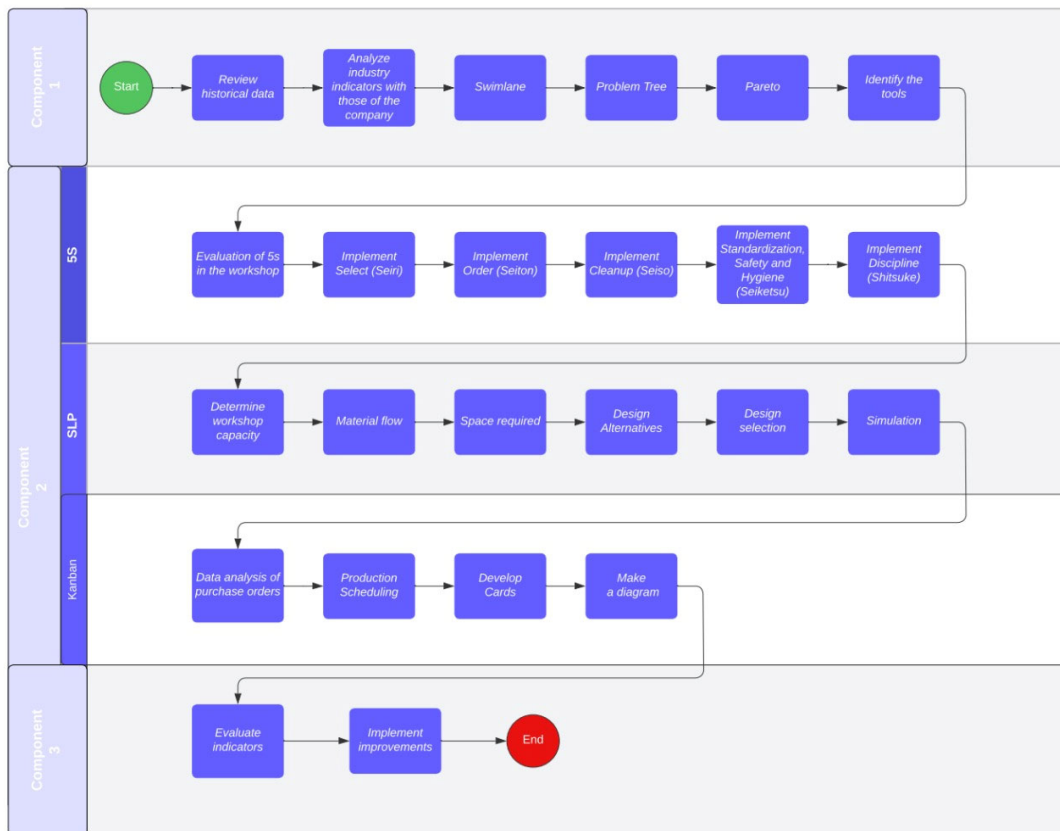 Component
1
Start
Review
historical data
Analyze
industry
indicators with
those of the
company
Swimlane
Problem Tree
Pareto
Identify the
tools
Component
2
5S
Evaluation of 5s
in the workshop
Implement
Select (Seiri)
Implement
Order (Seiton)
Implement
Cleanup (Seiso)
Implement
Standardization,
Safety and
Hygiene
(Seiketsu)
Implement
Discipline
(Shitsuke)
SLP
Determine
workshop
capacity
Material flow
Space required
Design
Alternatives
Design
selection
Simulation
Kanban
Data analysis of
purchase orders
Production
Scheduling
Develop
Cards
Make
a diagram
Component
3
Evaluate
indicators
Implement
improvements
End